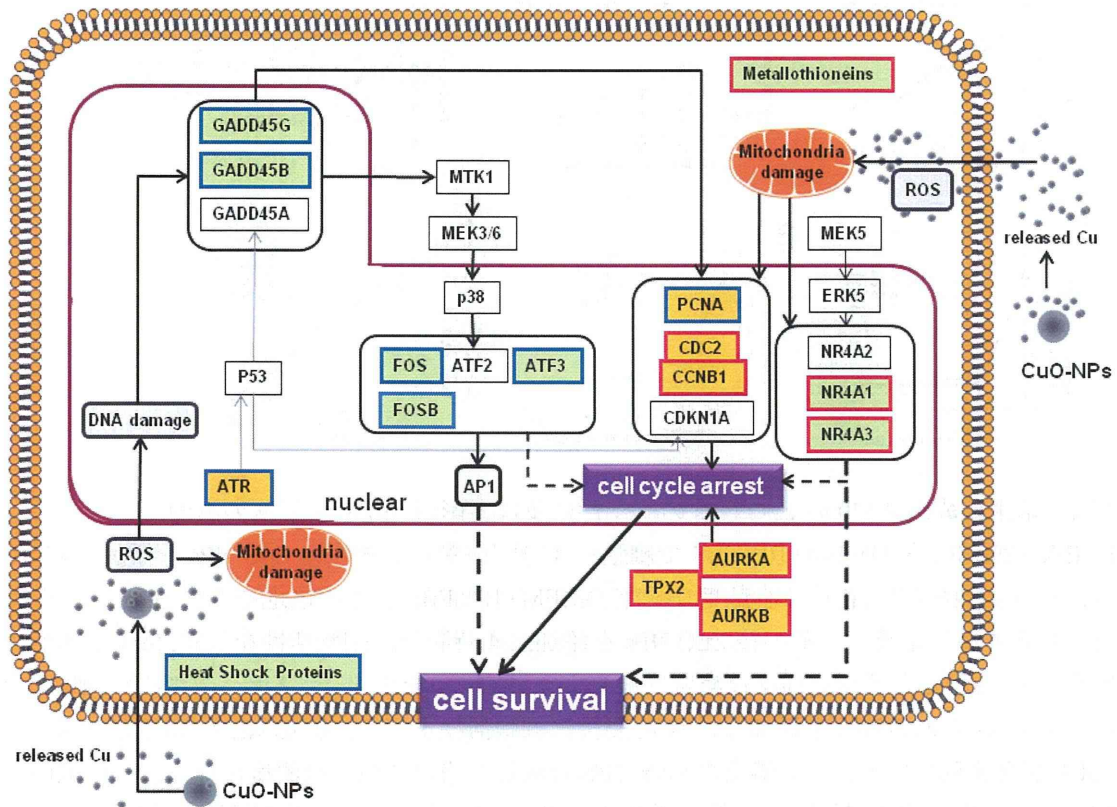 Metallothioneins
GADD45G
GADD45B
GADD45A
MTK1
MEK3/6
p38
Mitochondria
damage
ROS
released Cu
CuO-NPs
MEK5
ERK5
PCNA
CDC2
CCNB1
CDKN1A
NR4A2
NR4A1
NR4A3
FOS
ATF2
ATF3
FOSB
P53
DNA damage
ATR
nuclear
AP1
cell cycle arrest
ROS
Mitochondria
damage
AURKA
TPX2
AURKB
Heat Shock Proteins
cell survival
released Cu
CuO-NPs